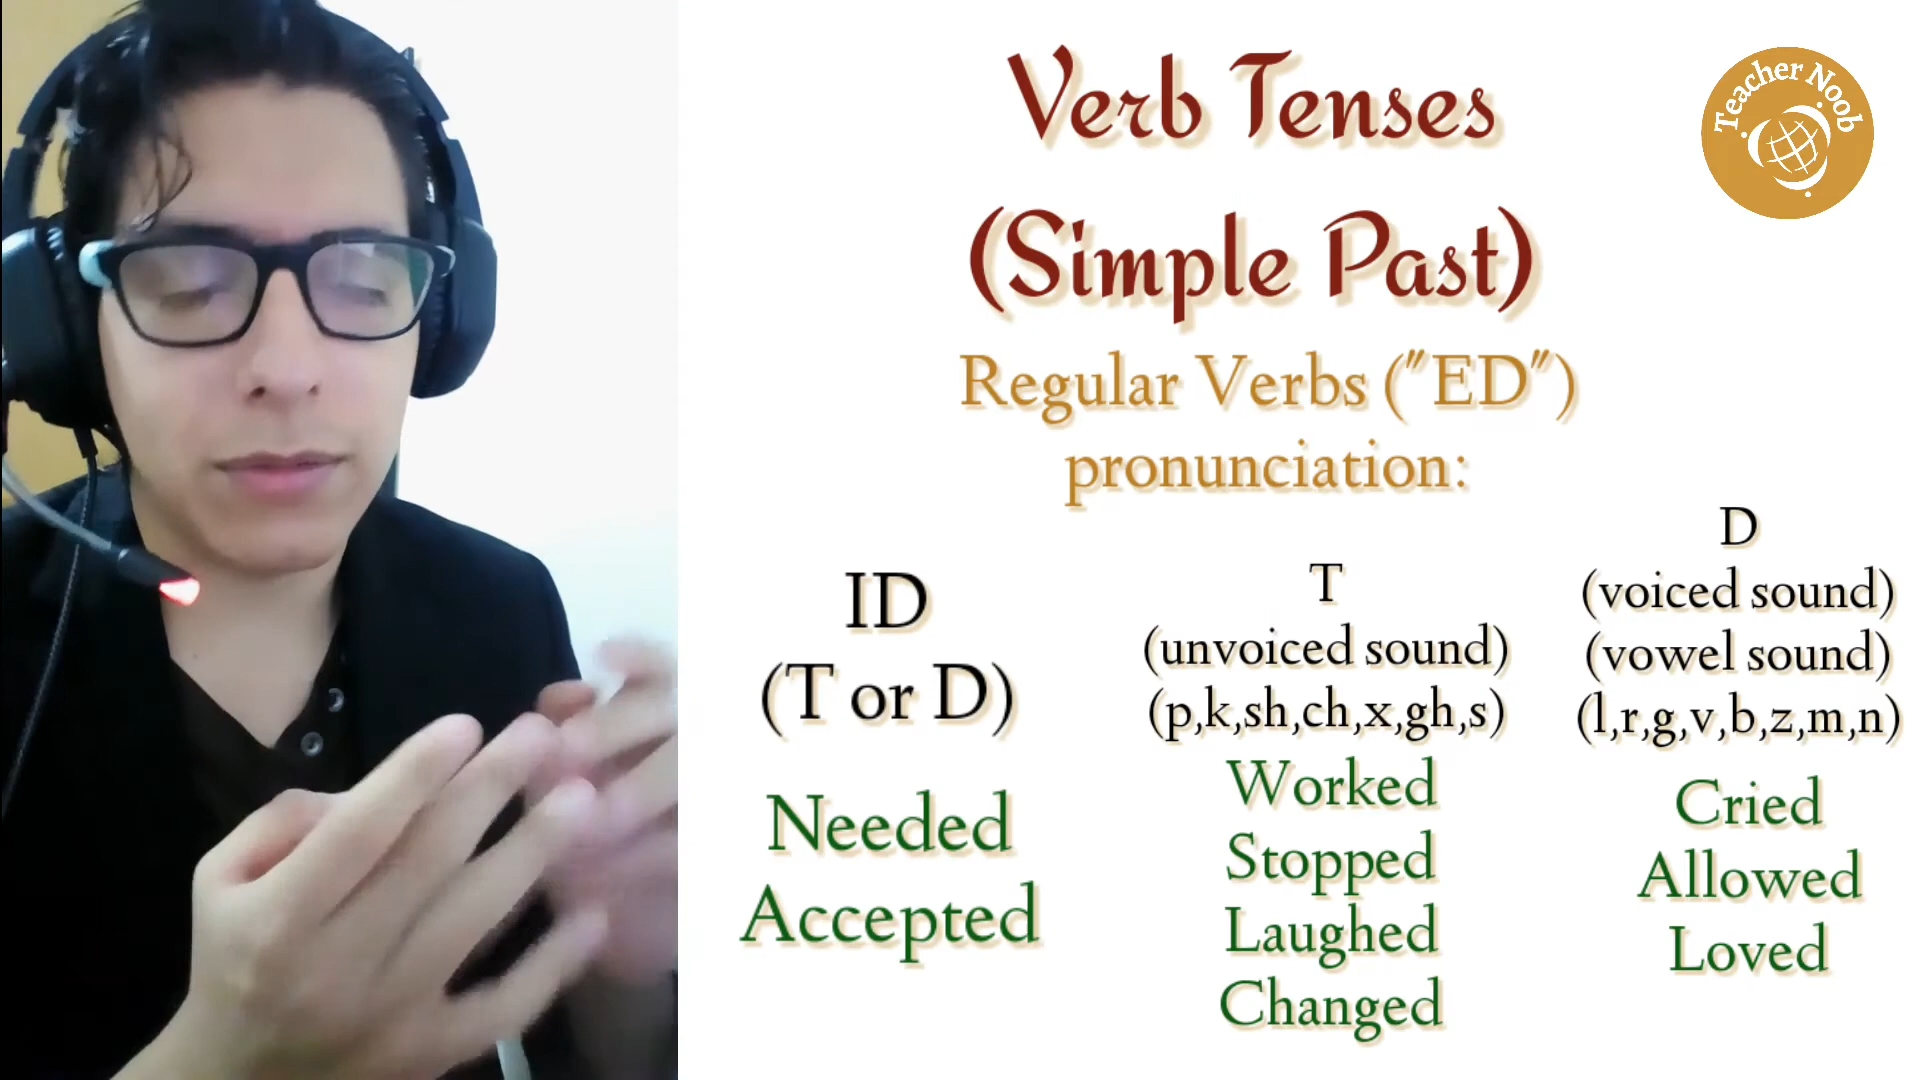 Verb Tenses
(Simple Past)
Teacher Noob
Regular Verbs ("ED")
pronunciation:
ID
(T or D)
Needed
Accepted
T
(unvoiced sound)
(p,k,sh,ch,x,gh,s)
Worked
Stopped
Laughed
Changed
D
(voiced sound)
(vowel sound)
(l,r,g,v,b,z,m,n)
Cried
Allowed
Loved